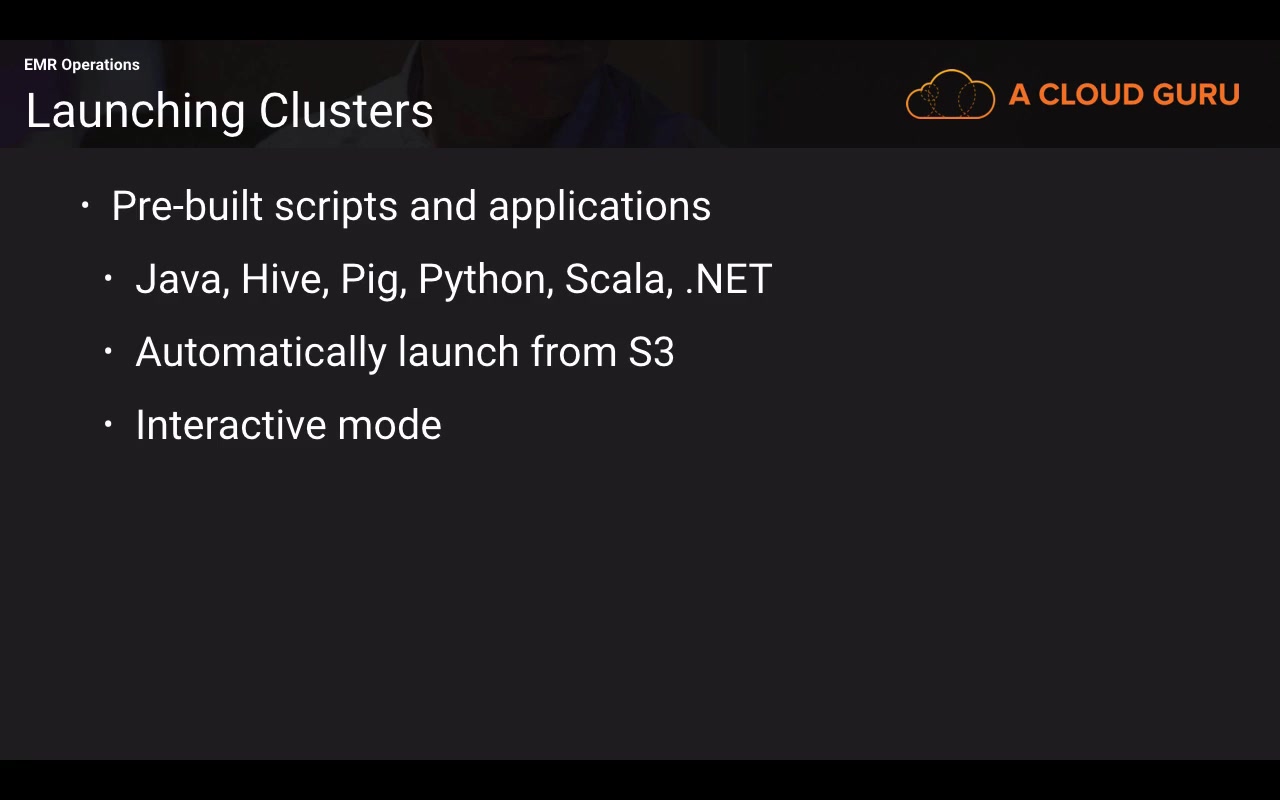 EMR Operations
Launching Clusters
A CLOUD GURU
• Pre-built scripts and applications
• Java, Hive, Pig, Python, Scala, .NET
• Automatically launch from S3
• Interactive mode